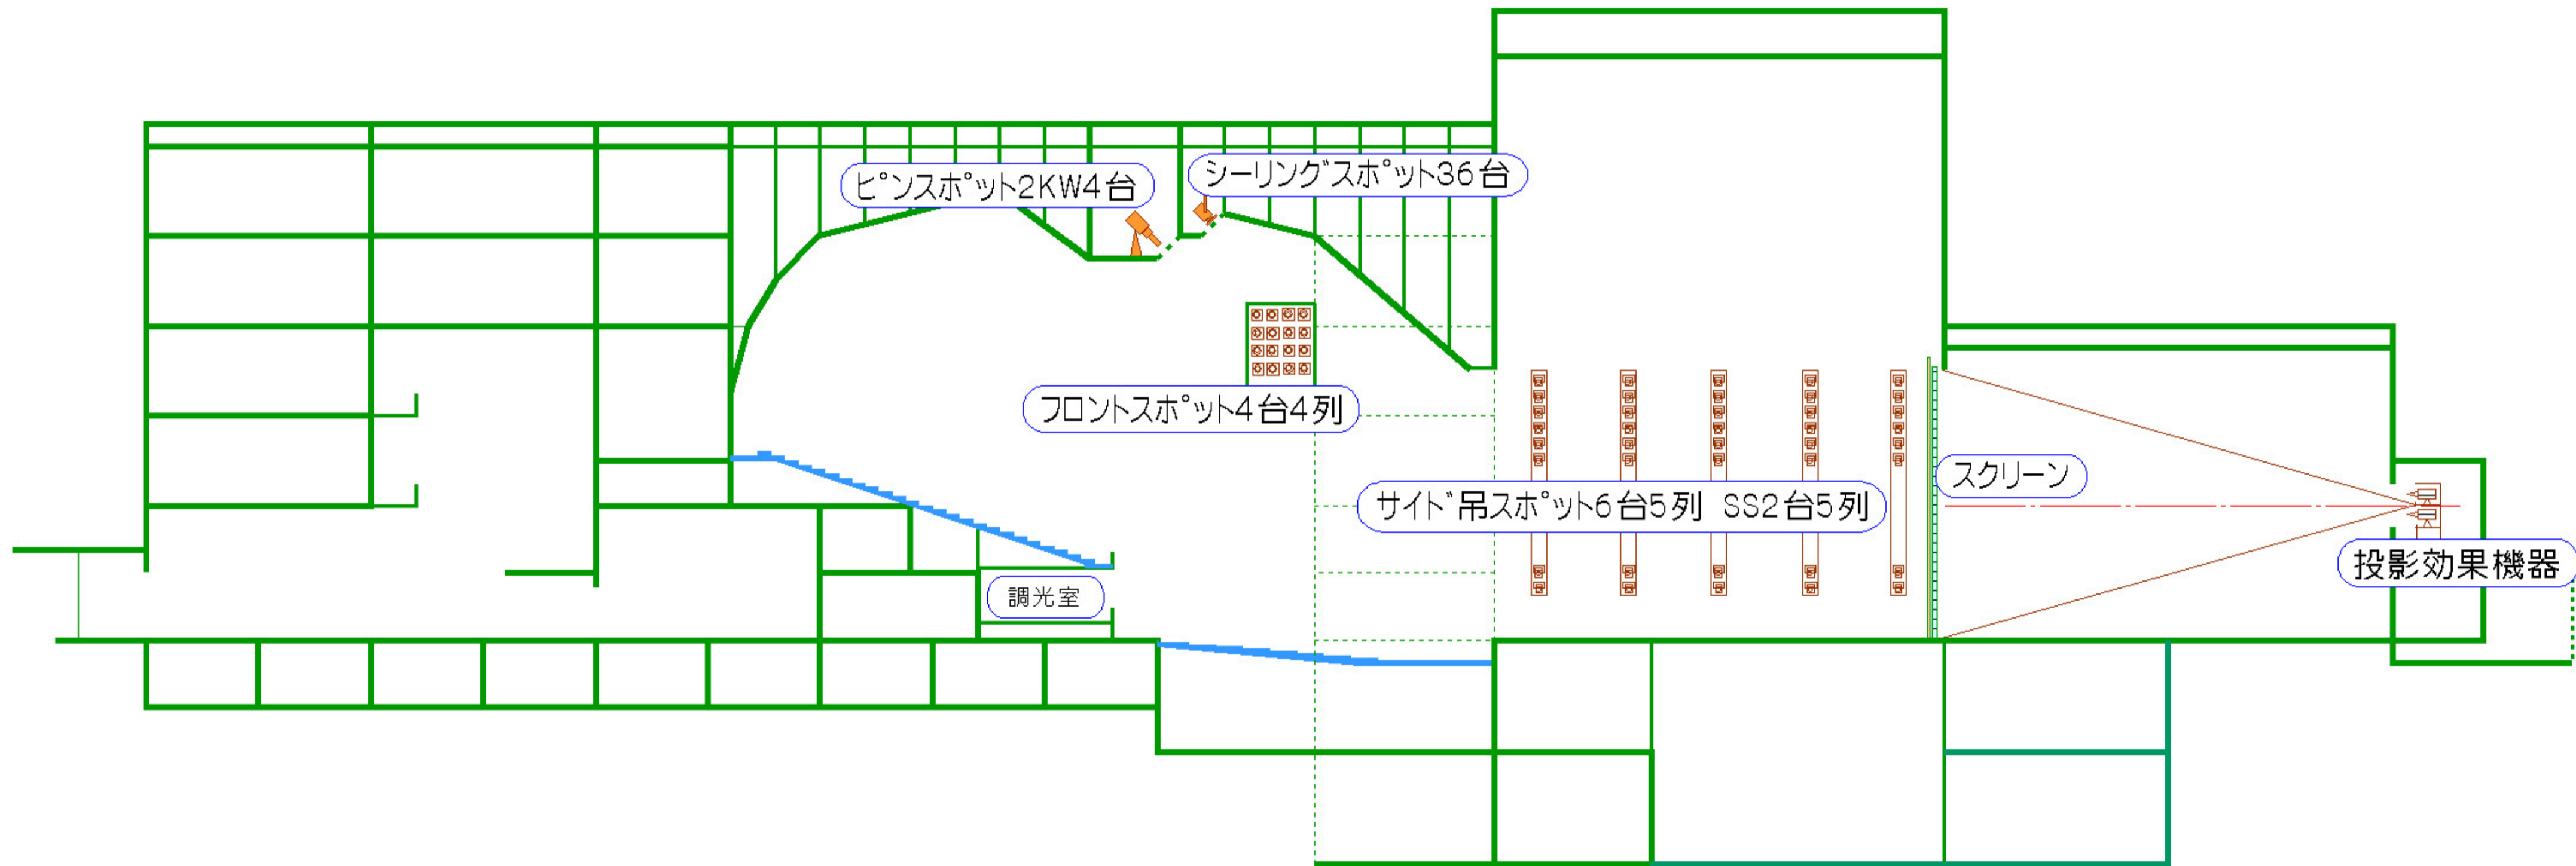 ピンスポット2KW4台
シーリングスポット36台
フロントスポット4台4列
サイド吊スポット6台5列 SS2台5列
スクリーン
投影効果機器
調光室